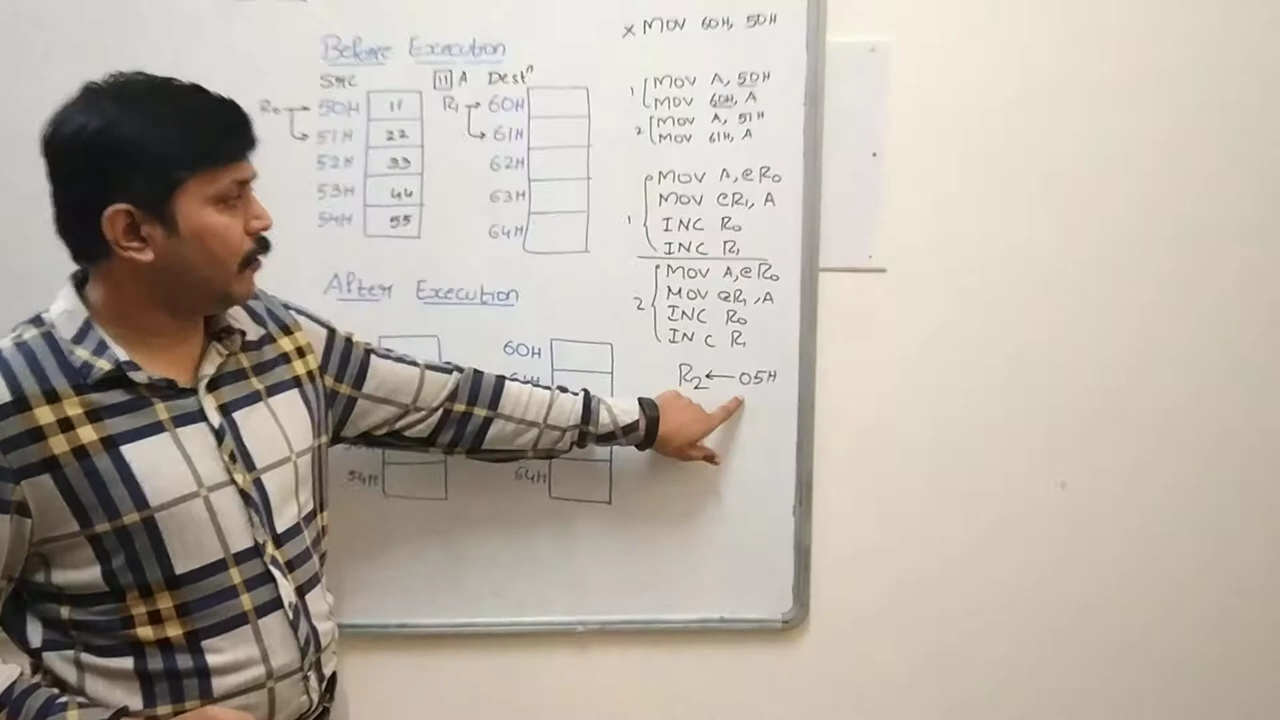 x MOV 60H, 50H
Before Execution
Src
11 A Destn
R0 50H 11
51H 22
52H 33
53H 44
54H 55
R1 60H
61H
62H
63H
64H
1 MOV A, 50H
MOV 60H, A
2 MOV A, 51H
MOV 61H, A
1 MOV A, @R0
MOV @R1, A
INC R0
INC R1
2 MOV A, @R0
MOV @R1, A
INC R0
INC R1
R2 ← 05H
After Execution
54H
60H
64H